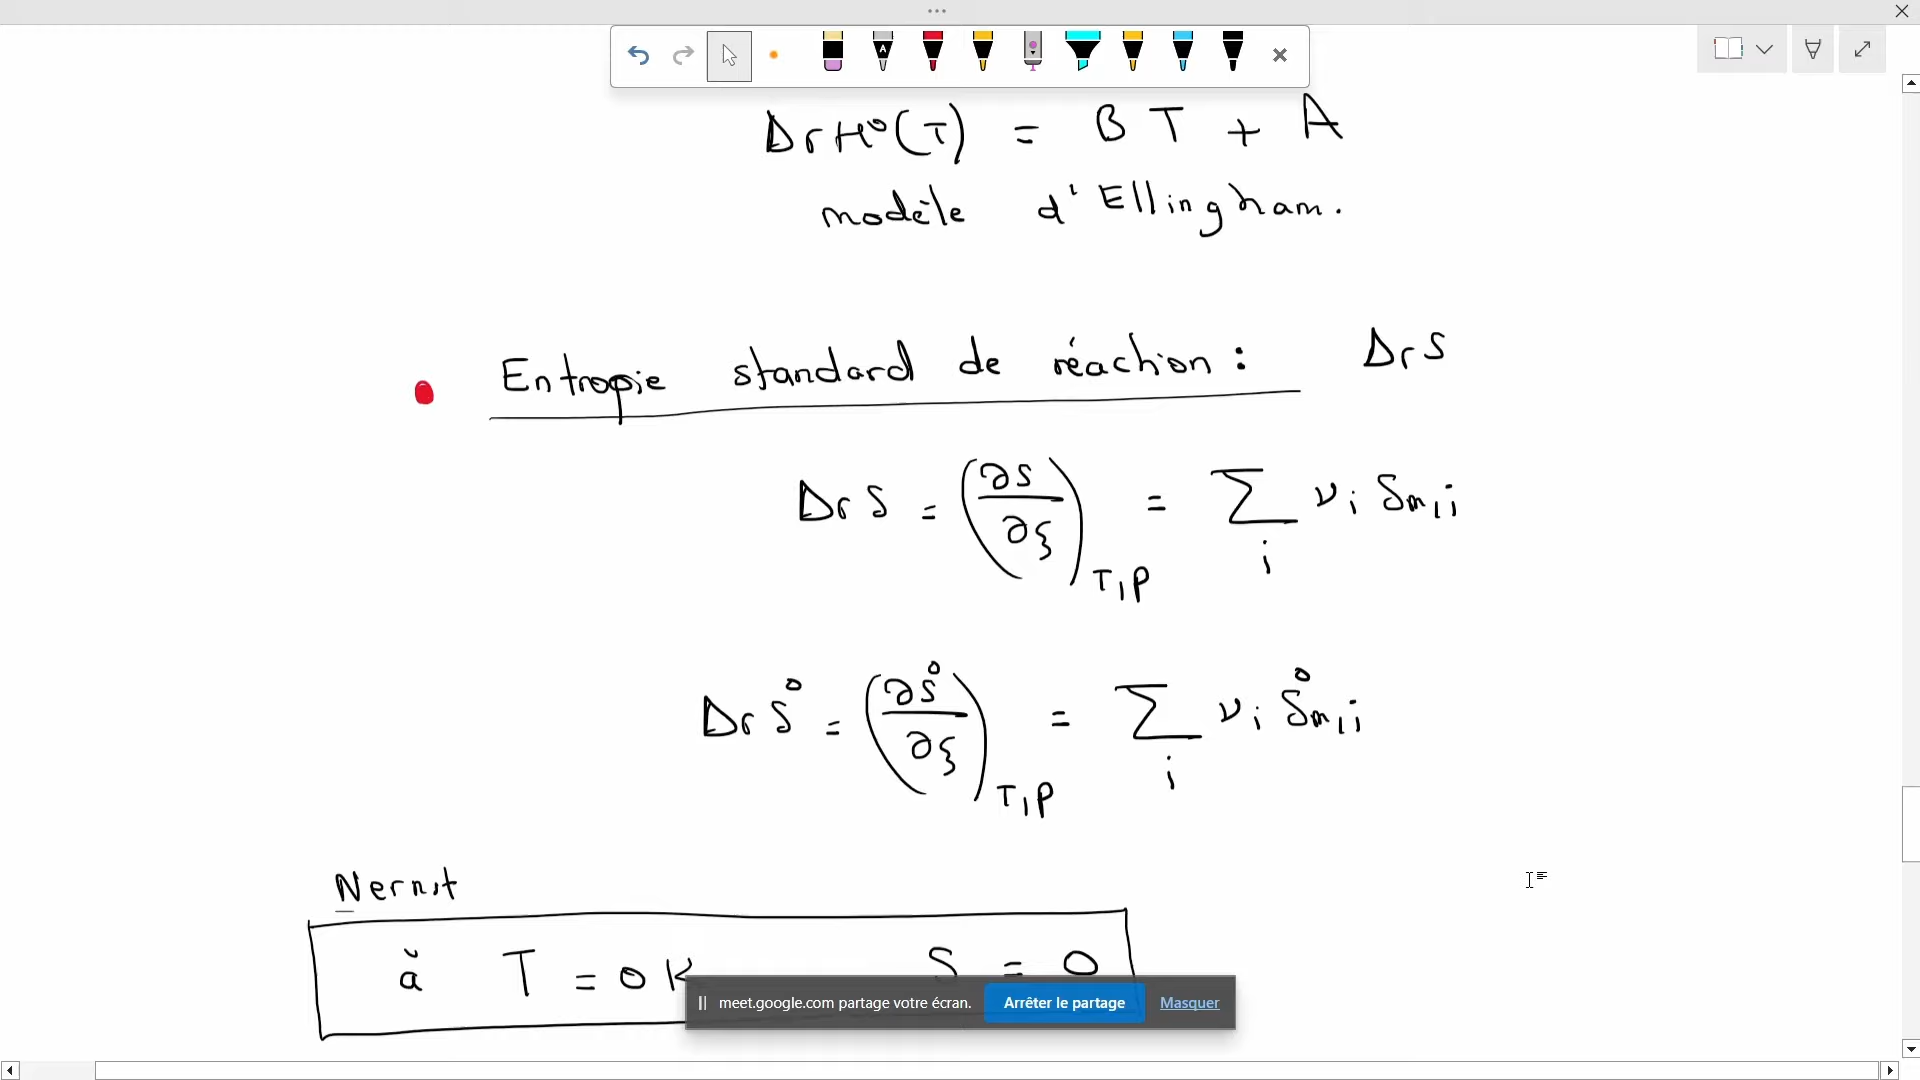 ΔrH°(T) = B T + A
modèle d'Ellingham.
Entropie standard de réaction : ΔrS
ΔrS = (∂S/∂ξ)T,P = Σi νi Sm,i
ΔrS° = (∂S°/∂ξ)T,P = Σi νi S°m,i
Nernst
à T = 0 K S = 0
meet.google.com partage votre écran. Arrêter le partage Masquer